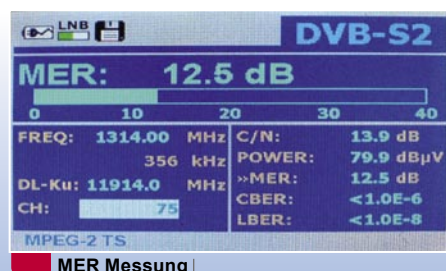 LNB DVB-S2
MER: 12.5 dB
0 10 20 30 40
FREQ: 1314.00 MHz
356 kHz
DL-Ku: 11914.0 MHz
CH: 75
C/N: 13.9 dB
POWER: 79.9 dBµV
»MER: 12.5 dB
CBER: <1.0E-6
LBER: <1.0E-8
MPEG-2 TS
MER Messung